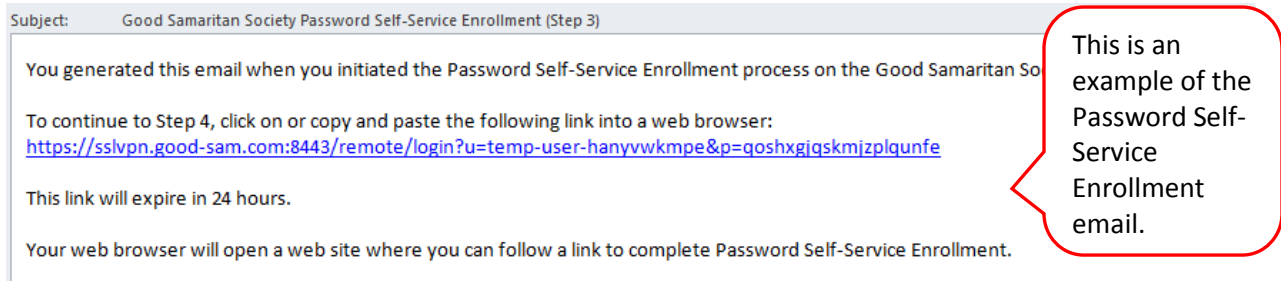 Subject: Good Samaritan Society Password Self-Service Enrollment (Step 3)
You generated this email when you initiated the Password Self-Service Enrollment process on the Good Samaritan So
To continue to Step 4, click on or copy and paste the following link into a web browser:
https://sslvpn.good-sam.com:8443/remote/login?u=temp-user-hanyvwkmpe&p=qoshxgjqskmjzplqunfe
This link will expire in 24 hours.
Your web browser will open a web site where you can follow a link to complete Password Self-Service Enrollment.
This is an
example of the
Password Self-
Service
Enrollment
email.